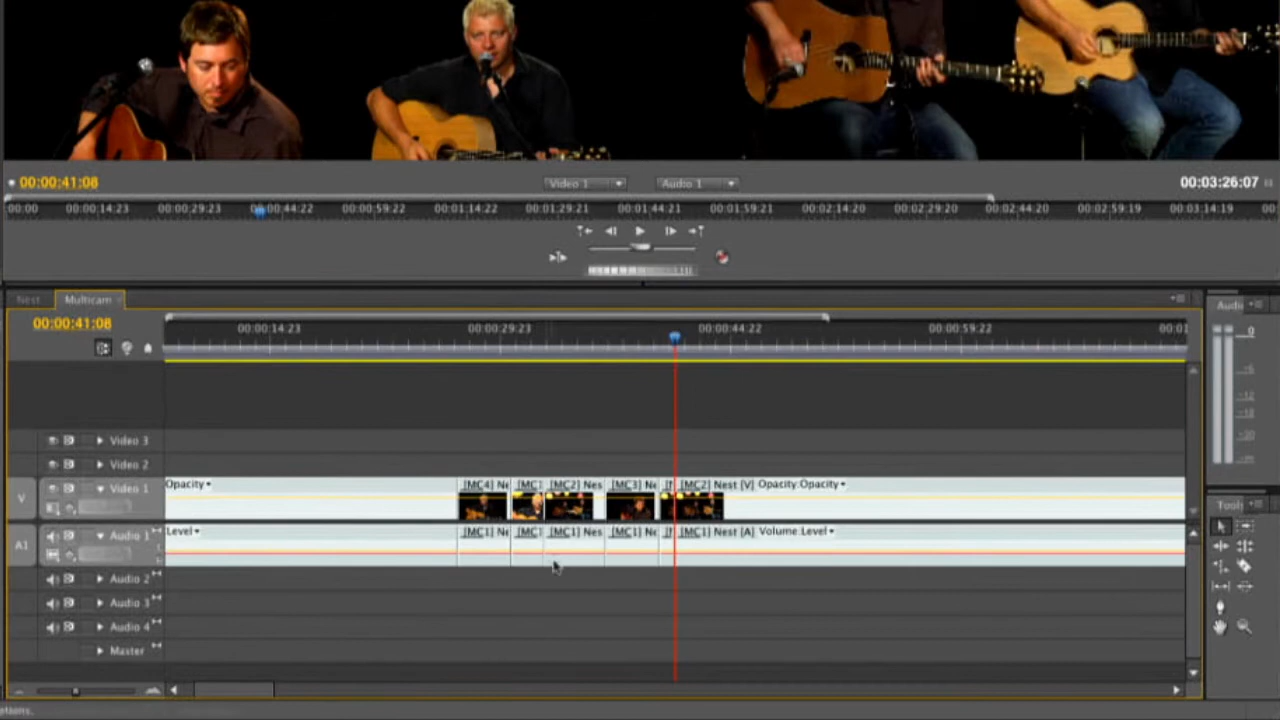 00:00:41:08 Video 1 Audio 1 00:03:26:07
:00:00 00:00:14:23 00:00:29:23 00:00:44:22 00:00:59:22 00:01:14:22 00:01:29:21 00:01:44:21 00:01:59:21 00:02:14:20 00:02:29:20 00:02:44:20 00:02:59:19 00:03:14:19 00:
Nest Multicam Audio
00:00:41:08 00:00:14:23 00:00:29:23 00:00:44:22 00:00:59:22 00:01
0
-6
-12
Video 3
Video 2
V Video 1 Opacity [MC4] Ne [MC1 [MC2] Nes [MC3] Ne [MC2] Nest [V] Opacity:Opacity
Tools
A1 Audio 1 Level [MC1] Ne [MC1 [MC1] Nes [MC1] Ne [MC1] Nest [A] Volume:Level
Audio 2
Audio 3
Audio 4
Master
ptions.